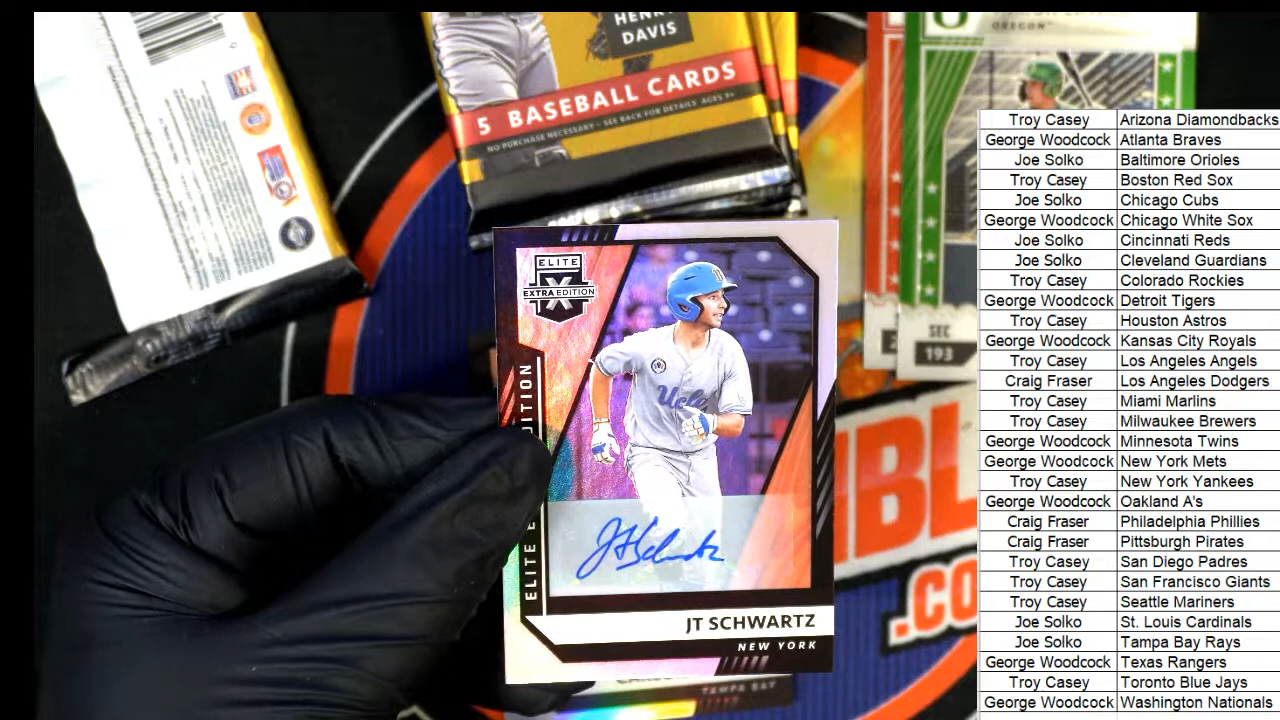 HENRY
DAVIS
5 BASEBALL CARDS
NO PURCHASE NECESSARY - SEE BACK FOR DETAILS AGES 9+
OREGON
SEC
193
ELITE
X
EXTRA EDITION
Ucla
JT Schwartz
JT SCHWARTZ
NEW YORK
TAMPA BAY
.CO
Troy Casey Arizona Diamondbacks
George Woodcock Atlanta Braves
Joe Solko Baltimore Orioles
Troy Casey Boston Red Sox
Joe Solko Chicago Cubs
George Woodcock Chicago White Sox
Joe Solko Cincinnati Reds
Joe Solko Cleveland Guardians
Troy Casey Colorado Rockies
George Woodcock Detroit Tigers
Troy Casey Houston Astros
George Woodcock Kansas City Royals
Troy Casey Los Angeles Angels
Craig Fraser Los Angeles Dodgers
Troy Casey Miami Marlins
Troy Casey Milwaukee Brewers
George Woodcock Minnesota Twins
George Woodcock New York Mets
Troy Casey New York Yankees
George Woodcock Oakland A's
Craig Fraser Philadelphia Phillies
Craig Fraser Pittsburgh Pirates
Troy Casey San Diego Padres
Troy Casey San Francisco Giants
Troy Casey Seattle Mariners
Joe Solko St. Louis Cardinals
Joe Solko Tampa Bay Rays
George Woodcock Texas Rangers
Troy Casey Toronto Blue Jays
George Woodcock Washington Nationals